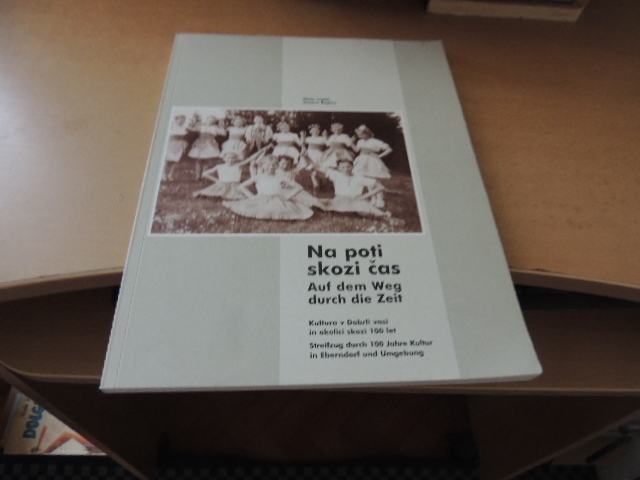 Na poti
skozi čas
Auf dem Weg
durch die Zeit
Kultura v Dobrli vasi
in okolici skozi 100 let
Streifzug durch 100 Jahre Kultur
in Eberndorf und Umgebung
DOLG